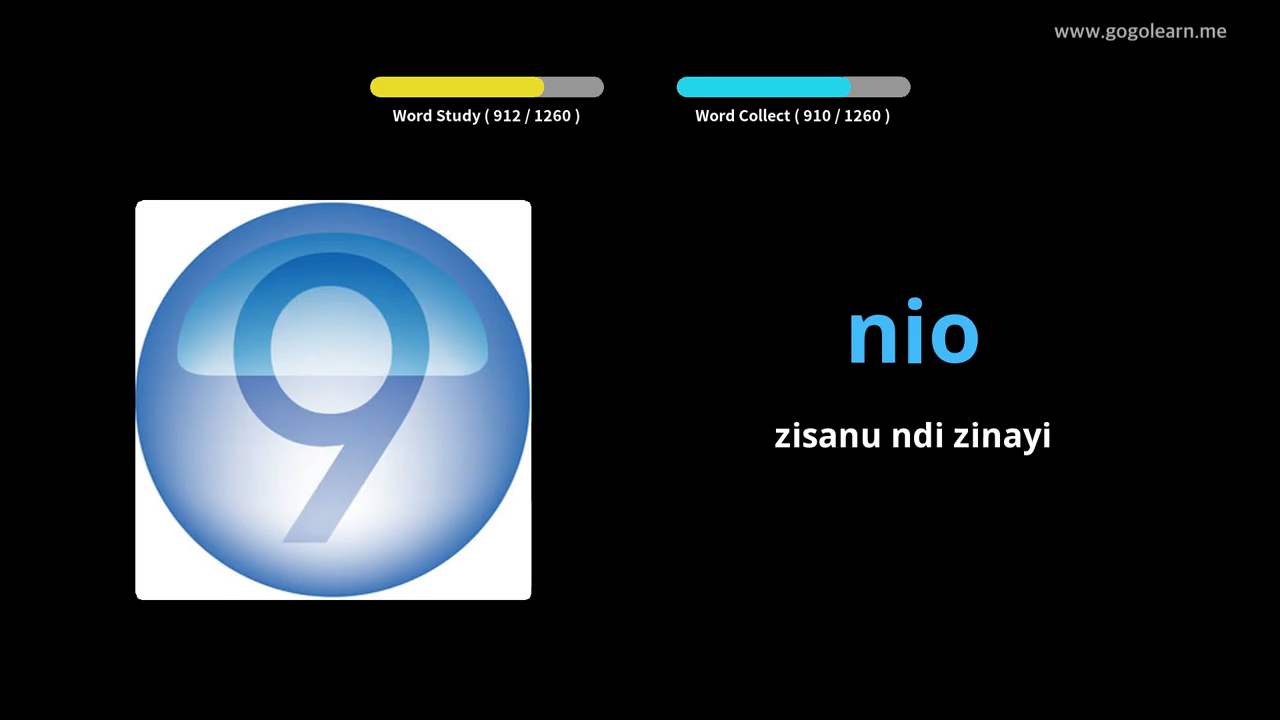 www.gogolearn.me
Word Study ( 912 / 1260 )
Word Collect ( 910 / 1260 )
9
nio
zisanu ndi zinayi